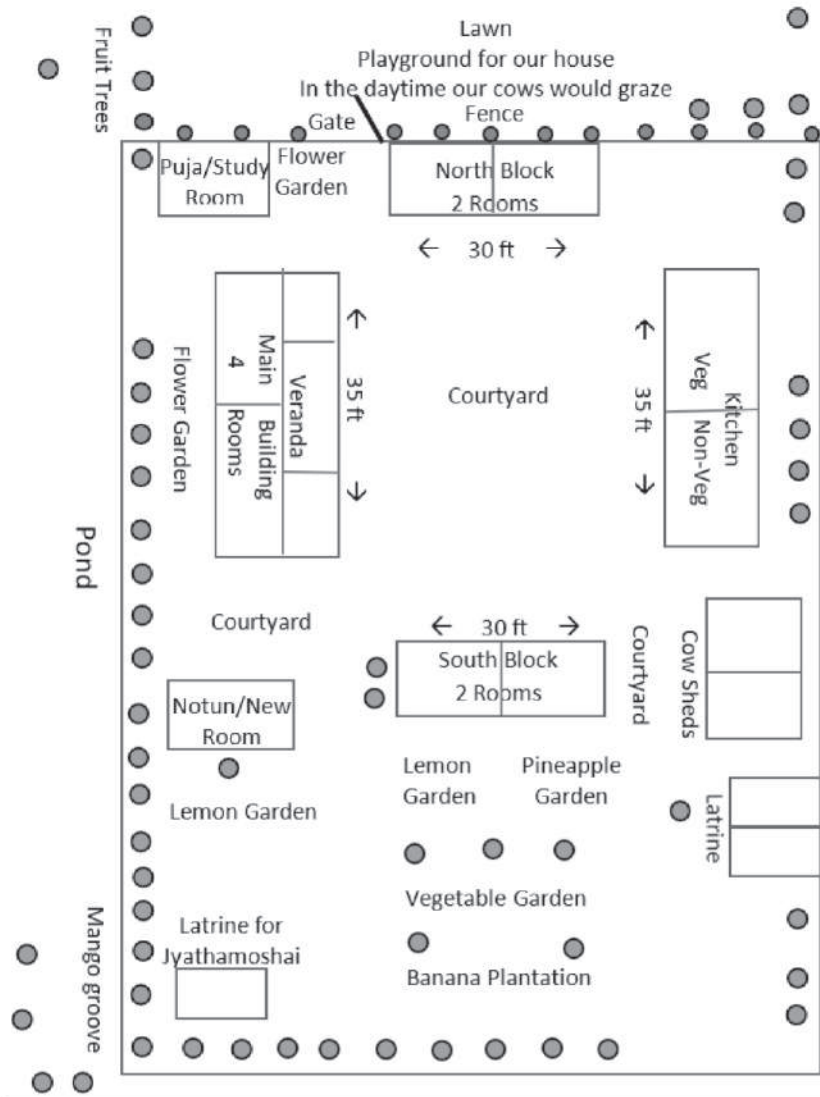 Lawn
Playground for our house
In the daytime our cows would graze
Fence
Gate
Fruit Trees
Puja/Study
Room
Flower
Garden
North Block
2 Rooms
30 ft
Flower Garden
Main Building
4 Rooms
Veranda
35 ft
Courtyard
35 ft
Kitchen
Veg Non-Veg
Pond
Courtyard
30 ft
South Block
2 Rooms
Courtyard
Cow Sheds
Notun/New
Room
Lemon Garden
Lemon
Garden
Pineapple
Garden
Latrine
Vegetable Garden
Banana Plantation
Latrine for
Jyathamoshai
Mango groove